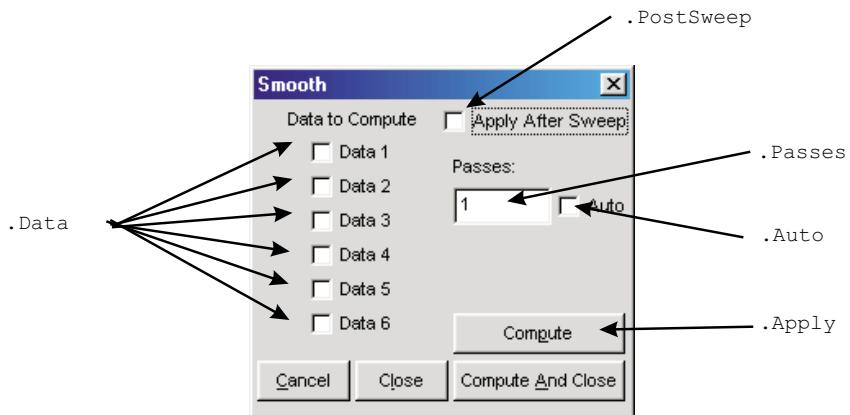 .PostSweep
Smooth
Data to Compute
Apply After Sweep
Data 1
Data 2
Data 3
Data 4
Data 5
Data 6
Passes:
1
Auto
.Passes
.Data
.Auto
Compute
.Apply
Cancel
Close
Compute And Close